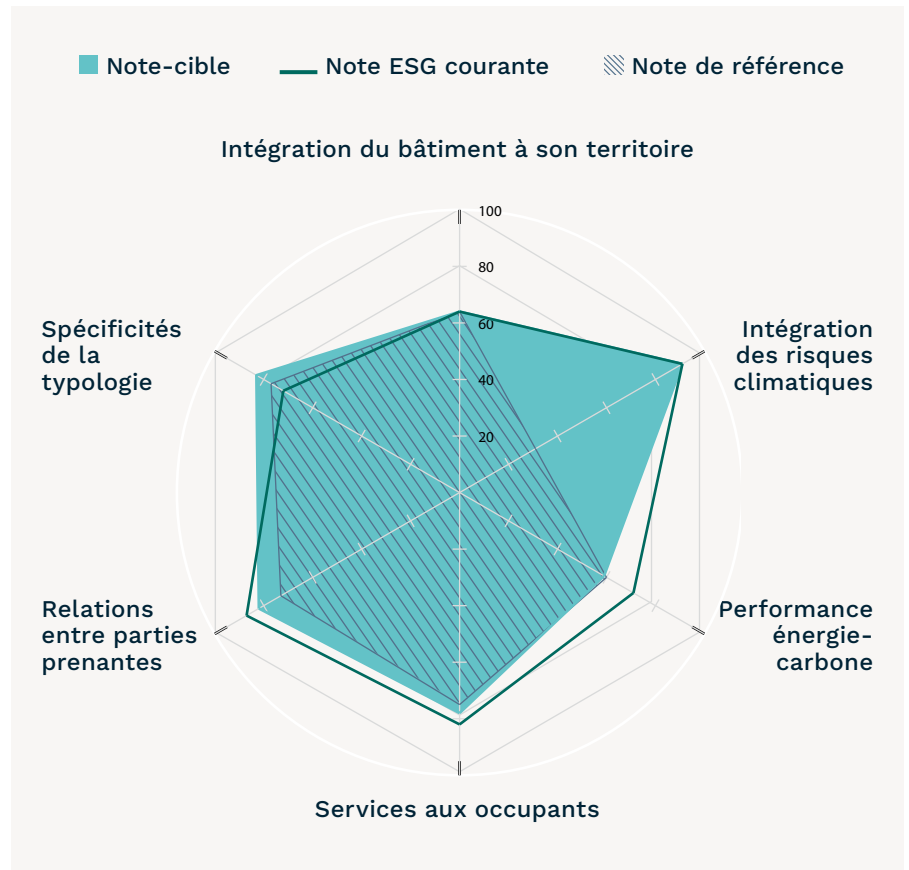 Note-cible
Note ESG courante
Note de référence
Intégration du bâtiment à son territoire
100
80
60
40
20
Spécificités
de la
typologie
Intégration
des risques
climatiques
Relations
entre parties
prenantes
Performance
énergie-
carbone
Services aux occupants